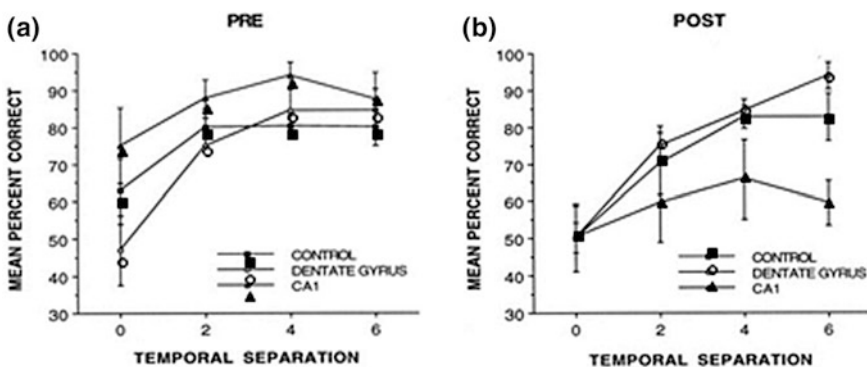 (a)
PRE
MEAN PERCENT CORRECT
100
90
80
70
60
50
40
30
CONTROL
DENTATE GYRUS
CA1
0 2 4 6
TEMPORAL SEPARATION
(b)
POST
MEAN PERCENT CORRECT
100
90
80
70
60
50
40
30
CONTROL
DENTATE GYRUS
CA1
0 2 4 6
TEMPORAL SEPARATION